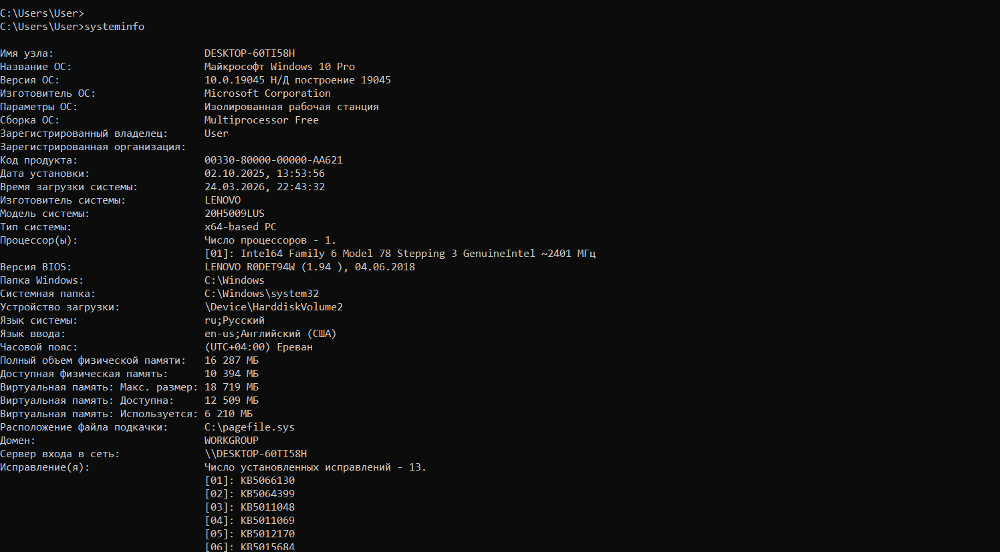 C:\Users\User>
C:\Users\User>systeminfo
Имя узла: DESKTOP-60TI58H
Название ОС: Майкрософт Windows 10 Pro
Версия ОС: 10.0.19045 Н/Д построение 19045
Изготовитель ОС: Microsoft Corporation
Параметры ОС: Изолированная рабочая станция
Сборка ОС: Multiprocessor Free
Зарегистрированный владелец: User
Зарегистрированная организация:
Код продукта: 00330-80000-00000-AA621
Дата установки: 02.10.2025, 13:53:56
Время загрузки системы: 24.03.2026, 22:43:32
Изготовитель системы: LENOVO
Модель системы: 20H5009LUS
Тип системы: x64-based PC
Процессор(ы): Число процессоров - 1.
[01]: Intel64 Family 6 Model 78 Stepping 3 GenuineIntel ~2401 МГц
Версия BIOS: LENOVO R0DET94W (1.94 ), 04.06.2018
Папка Windows: C:\Windows
Системная папка: C:\Windows\system32
Устройство загрузки: \Device\HarddiskVolume2
Язык системы: ru;Русский
Язык ввода: en-us;Английский (США)
Часовой пояс: (UTC+04:00) Ереван
Полный объем физической памяти: 16 287 МБ
Доступная физическая память: 10 394 МБ
Виртуальная память: Макс. размер: 18 719 МБ
Виртуальная память: Доступна: 12 509 МБ
Виртуальная память: Используется: 6 210 МБ
Расположение файла подкачки: C:\pagefile.sys
Домен: WORKGROUP
Сервер входа в сеть: \\DESKTOP-60TI58H
Исправление(я): Число установленных исправлений - 13.
[01]: KB5066130
[02]: KB5064399
[03]: KB5011048
[04]: KB5011069
[05]: KB5012170
[06]: KB5015684